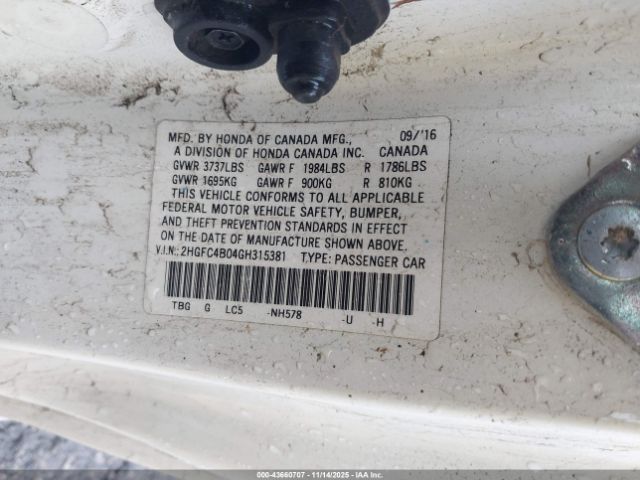 MFD. BY HONDA OF CANADA MFG., 09/'16
A DIVISION OF HONDA CANADA INC. CANADA
GVWR 3737LBS GAWR F 1984LBS R 1786LBS
GVWR 1695KG GAWR F 900KG R 810KG
THIS VEHICLE CONFORMS TO ALL APPLICABLE
FEDERAL MOTOR VEHICLE SAFETY, BUMPER,
AND THEFT PREVENTION STANDARDS IN EFFECT
ON THE DATE OF MANUFACTURE SHOWN ABOVE.
V.I.N.: 2HGFC4B04GH315381 TYPE: PASSENGER CAR
TBG G LC5 -NH578 -U -H
000-43660707 - 11/14/2025 - IAA Inc.